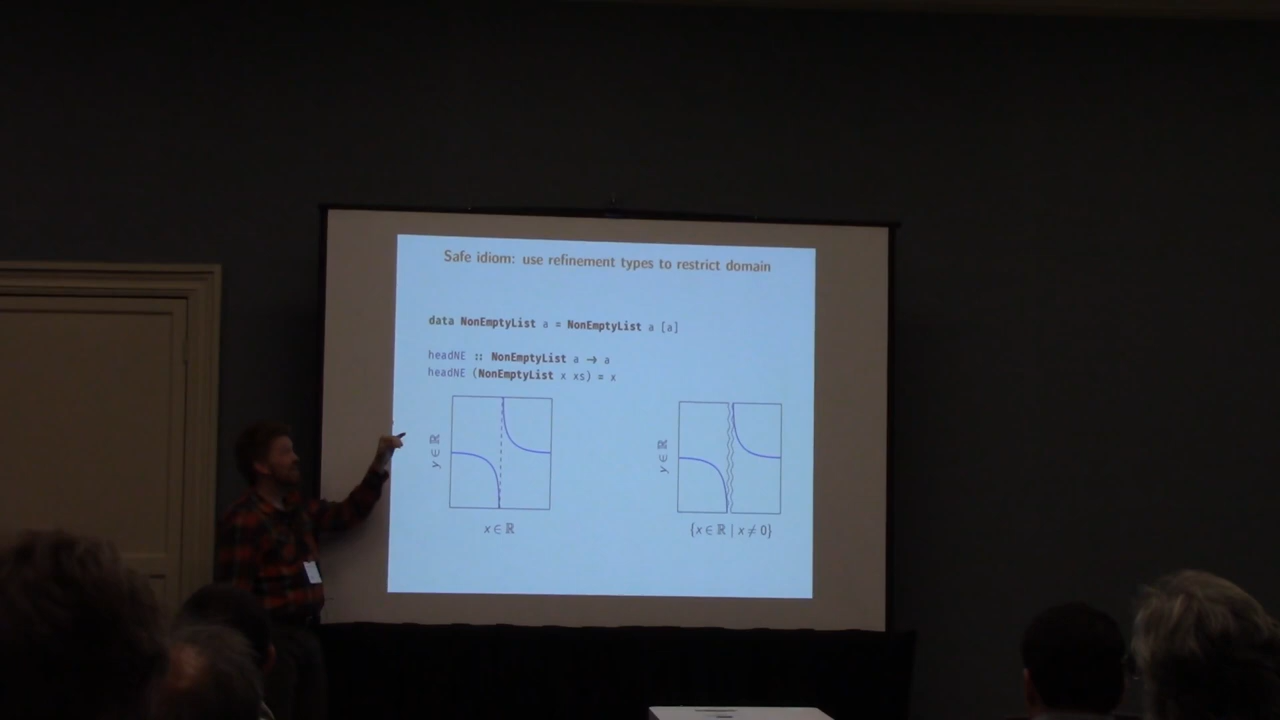 Safe idiom: use refinement types to restrict domain
data NonEmptyList a = NonEmptyList a [a]
headNE :: NonEmptyList a → a
headNE (NonEmptyList x xs) = x
y ∈ ℝ
x ∈ ℝ
y ∈ ℝ
{x ∈ ℝ | x ≠ 0}